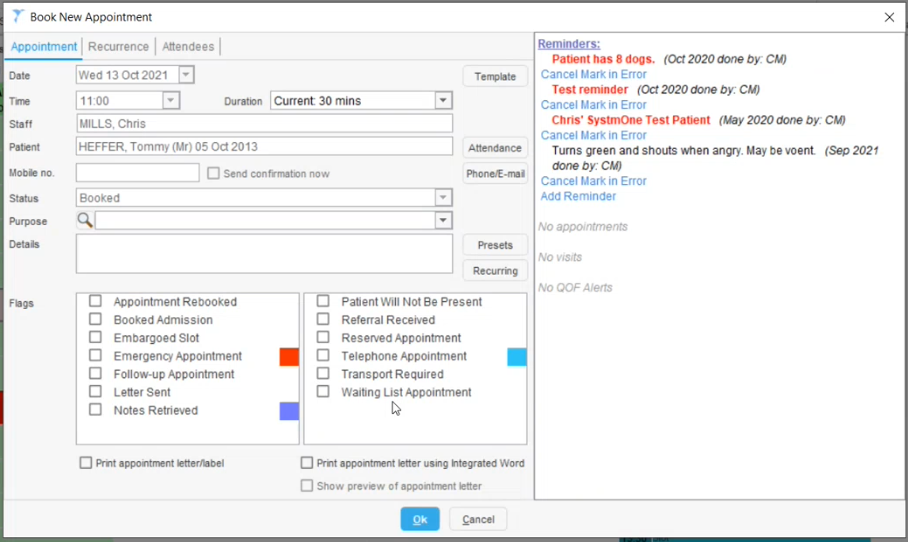 Book New Appointment
Appointment
Recurrence
Attendees
Date
Wed 13 Oct 2021
Template
Time
11:00
Duration
Current: 30 mins
Staff
MILLS, Chris
Patient
HEFFER, Tommy (Mr) 05 Oct 2013
Attendance
Mobile no.
Send confirmation now
Phone/E-mail
Status
Booked
Purpose
Details
Presets
Recurring
Flags
Appointment Rebooked
Booked Admission
Embargoed Slot
Emergency Appointment
Follow-up Appointment
Letter Sent
Notes Retrieved
Patient Will Not Be Present
Referral Received
Reserved Appointment
Telephone Appointment
Transport Required
Waiting List Appointment
Print appointment letter/label
Print appointment letter using Integrated Word
Show preview of appointment letter
Ok
Cancel
Reminders:
Patient has 8 dogs. (Oct 2020 done by: CM)
Cancel Mark in Error
Test reminder (Oct 2020 done by: CM)
Cancel Mark in Error
Chris' SystmOne Test Patient (May 2020 done by: CM)
Cancel Mark in Error
Turns green and shouts when angry. May be voent. (Sep 2021
done by: CM)
Cancel Mark in Error
Add Reminder
No appointments
No visits
No QOF Alerts